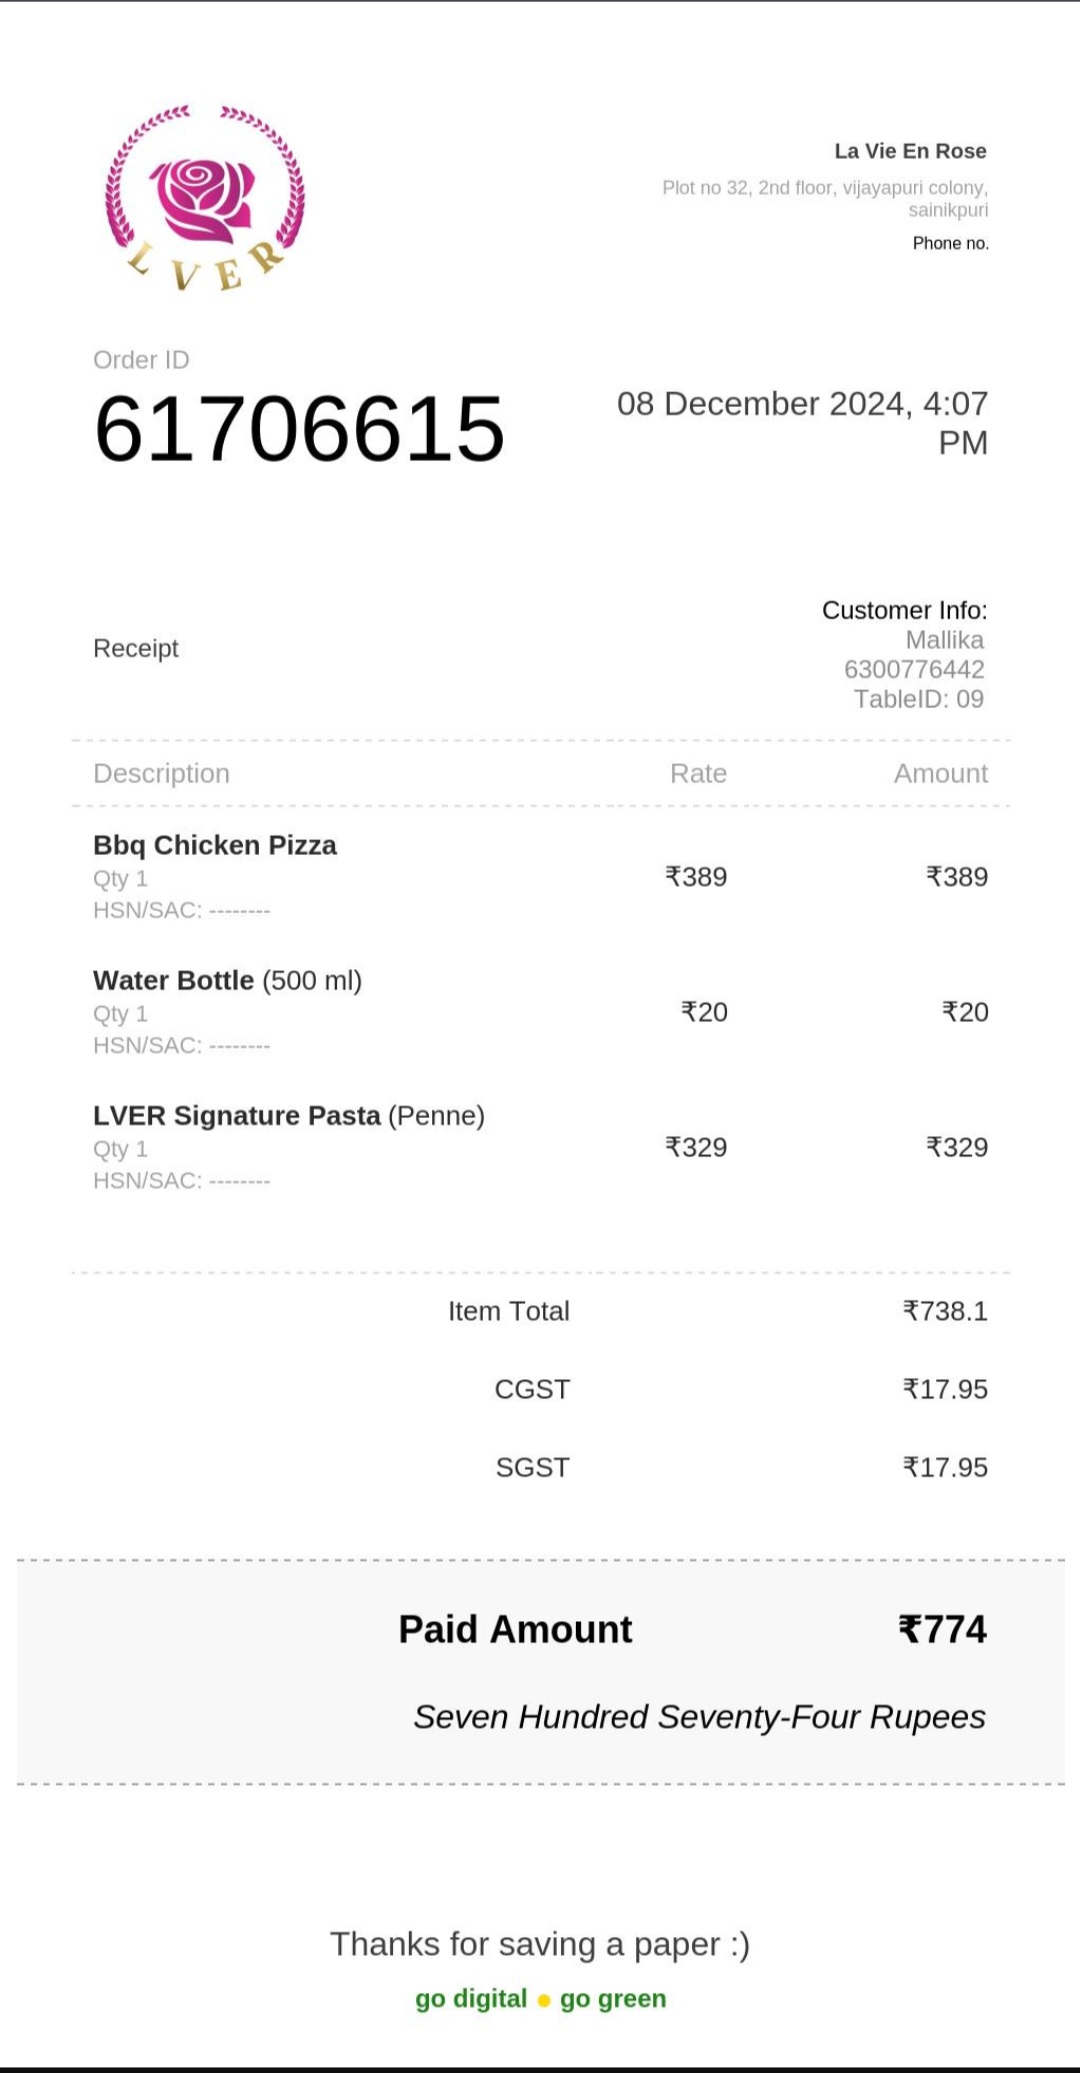 LVER
La Vie En Rose
Plot no 32, 2nd floor, vijayapuri colony,
sainikpuri
Phone no.
Order ID
61706615
08 December 2024, 4:07
PM
Receipt
Customer Info:
Mallika
6300776442
TableID: 09
Description Rate Amount
Bbq Chicken Pizza
Qty 1 ₹389 ₹389
HSN/SAC: --------
Water Bottle (500 ml)
Qty 1 ₹20 ₹20
HSN/SAC: --------
LVER Signature Pasta (Penne)
Qty 1 ₹329 ₹329
HSN/SAC: --------
Item Total ₹738.1
CGST ₹17.95
SGST ₹17.95
Paid Amount ₹774
Seven Hundred Seventy-Four Rupees
Thanks for saving a paper :)
go digital ● go green